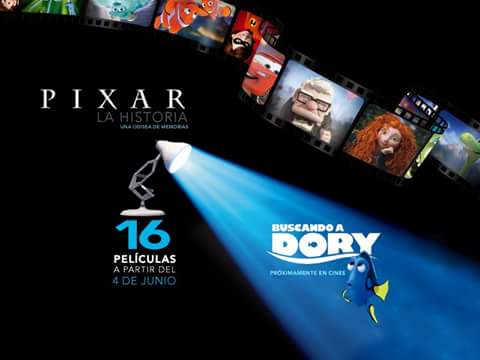 PIXAR
LA HISTORIA
UNA ODISEA DE MEMORIAS
16
PELÍCULAS
A PARTIR DEL
4 DE JUNIO
BUSCANDO A
DORY
PRÓXIMAMENTE EN CINES